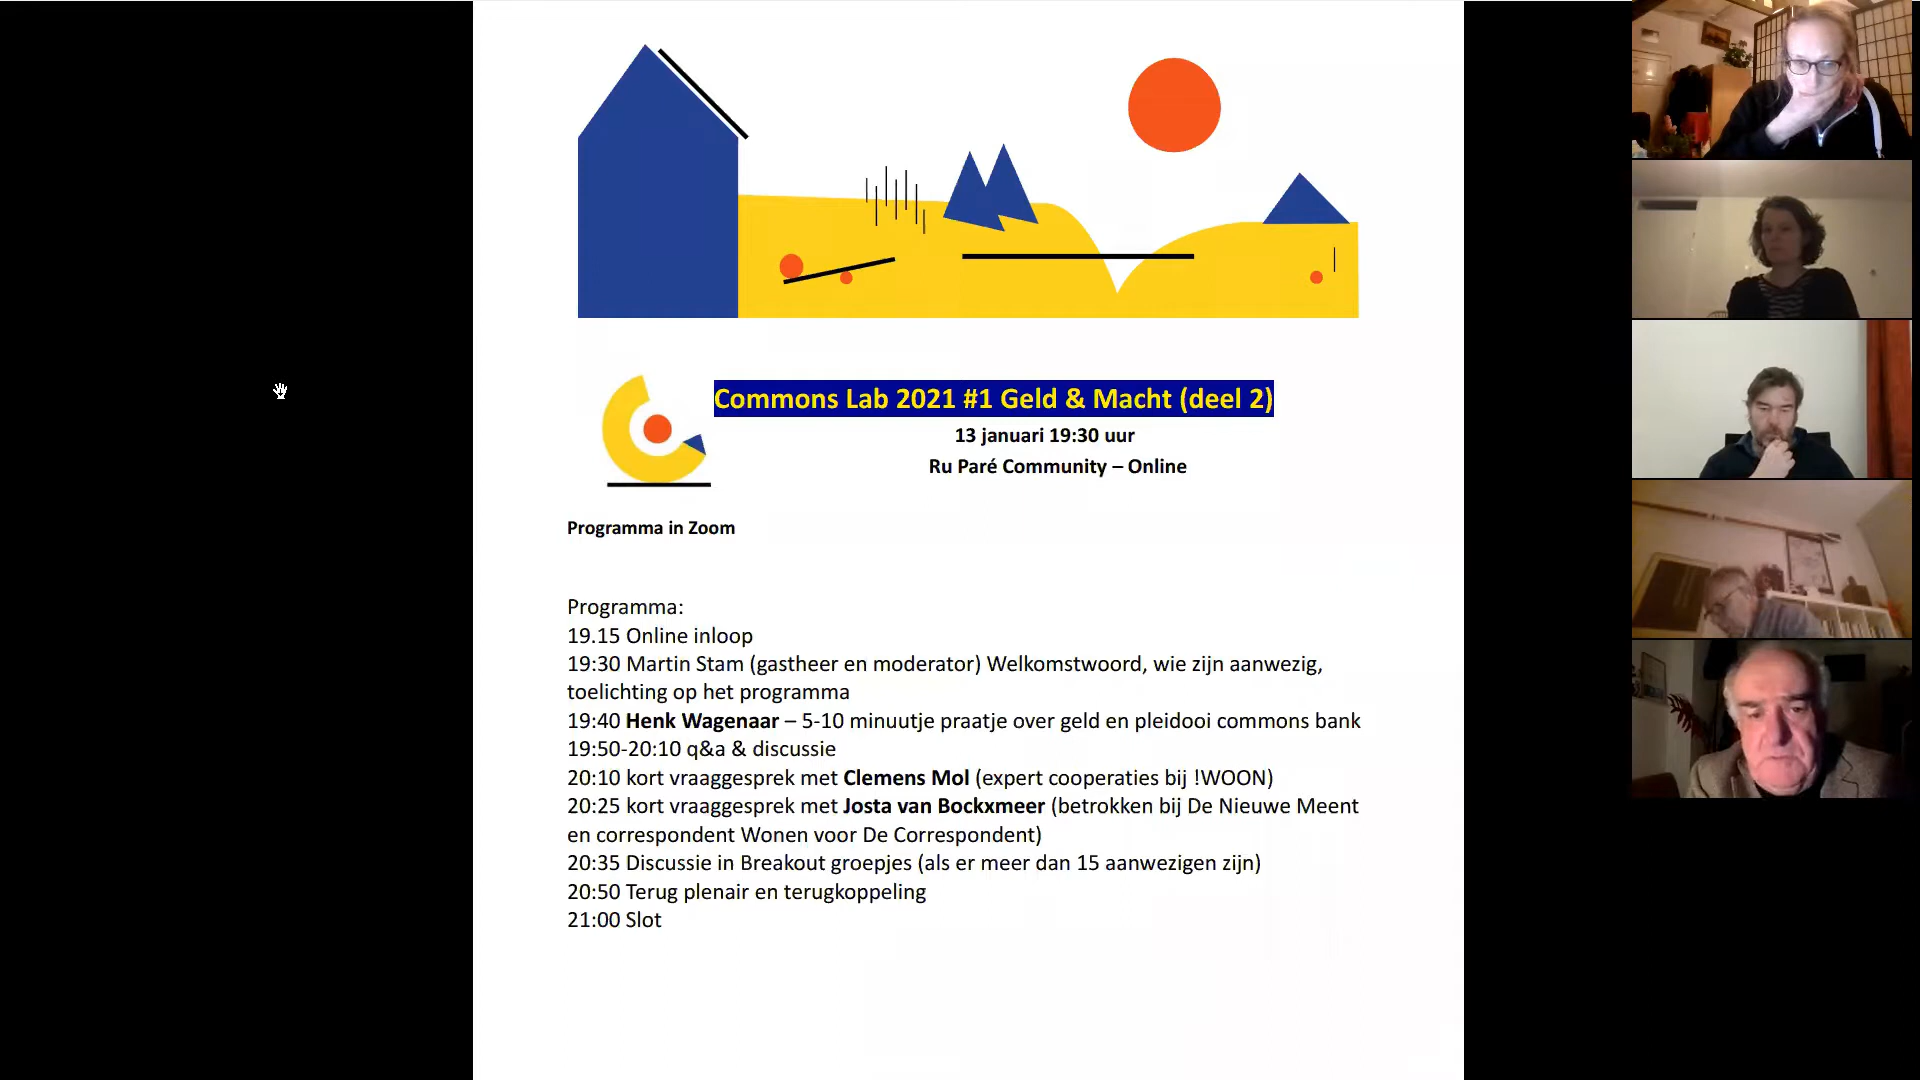 Commons Lab 2021 #1 Geld & Macht (deel 2)
13 januari 19:30 uur
Ru Paré Community – Online
Programma in Zoom
Programma:
19.15 Online inloop
19:30 Martin Stam (gastheer en moderator) Welkomstwoord, wie zijn aanwezig,
toelichting op het programma
19:40 Henk Wagenaar – 5-10 minuutje praatje over geld en pleidooi commons bank
19:50-20:10 q&a & discussie
20:10 kort vraaggesprek met Clemens Mol (expert cooperaties bij !WOON)
20:25 kort vraaggesprek met Josta van Bockxmeer (betrokken bij De Nieuwe Meent
en correspondent Wonen voor De Correspondent)
20:35 Discussie in Breakout groepjes (als er meer dan 15 aanwezigen zijn)
20:50 Terug plenair en terugkoppeling
21:00 Slot